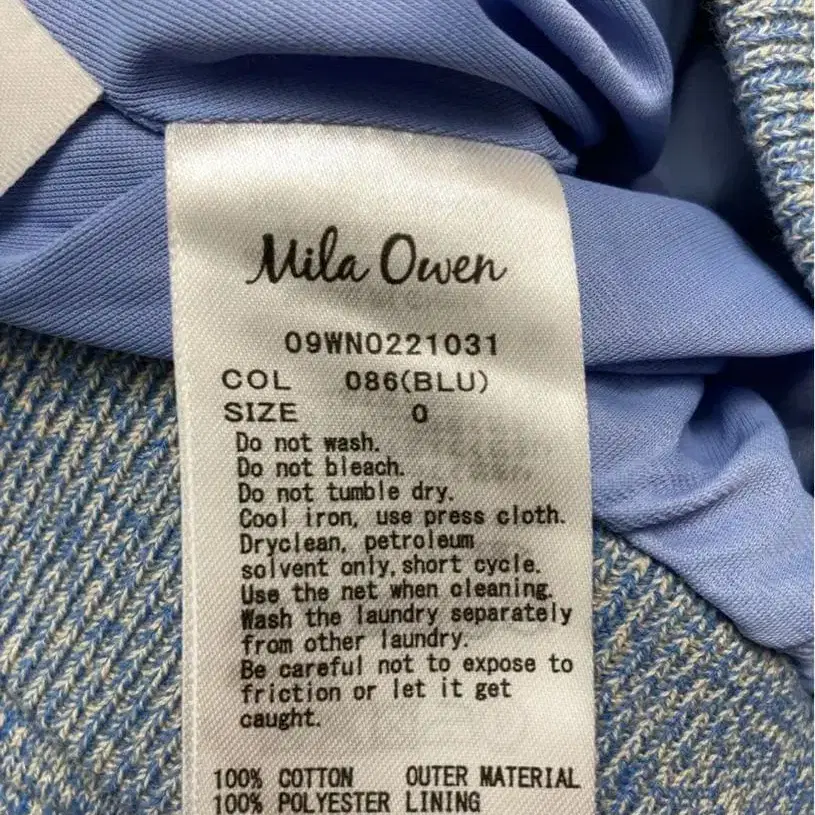 Mila Owen
09WN0221031
COL 086(BLU)
SIZE 0
Do not wash.
Do not bleach.
Do not tumble dry.
Cool iron, use press cloth.
Dryclean, petroleum
solvent only, short cycle.
Use the net when cleaning.
Wash the laundry separately
from other laundry.
Be careful not to expose to
friction or let it get
caught.
100% COTTON OUTER MATERIAL
100% POLYESTER LINING